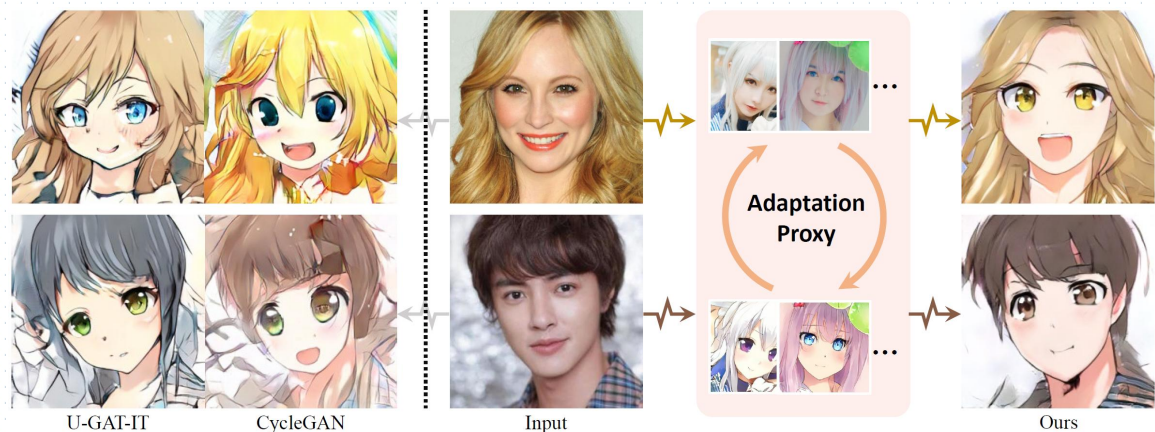 ...
Adaptation
Proxy
...
U-GAT-IT
CycleGAN
Input
Ours